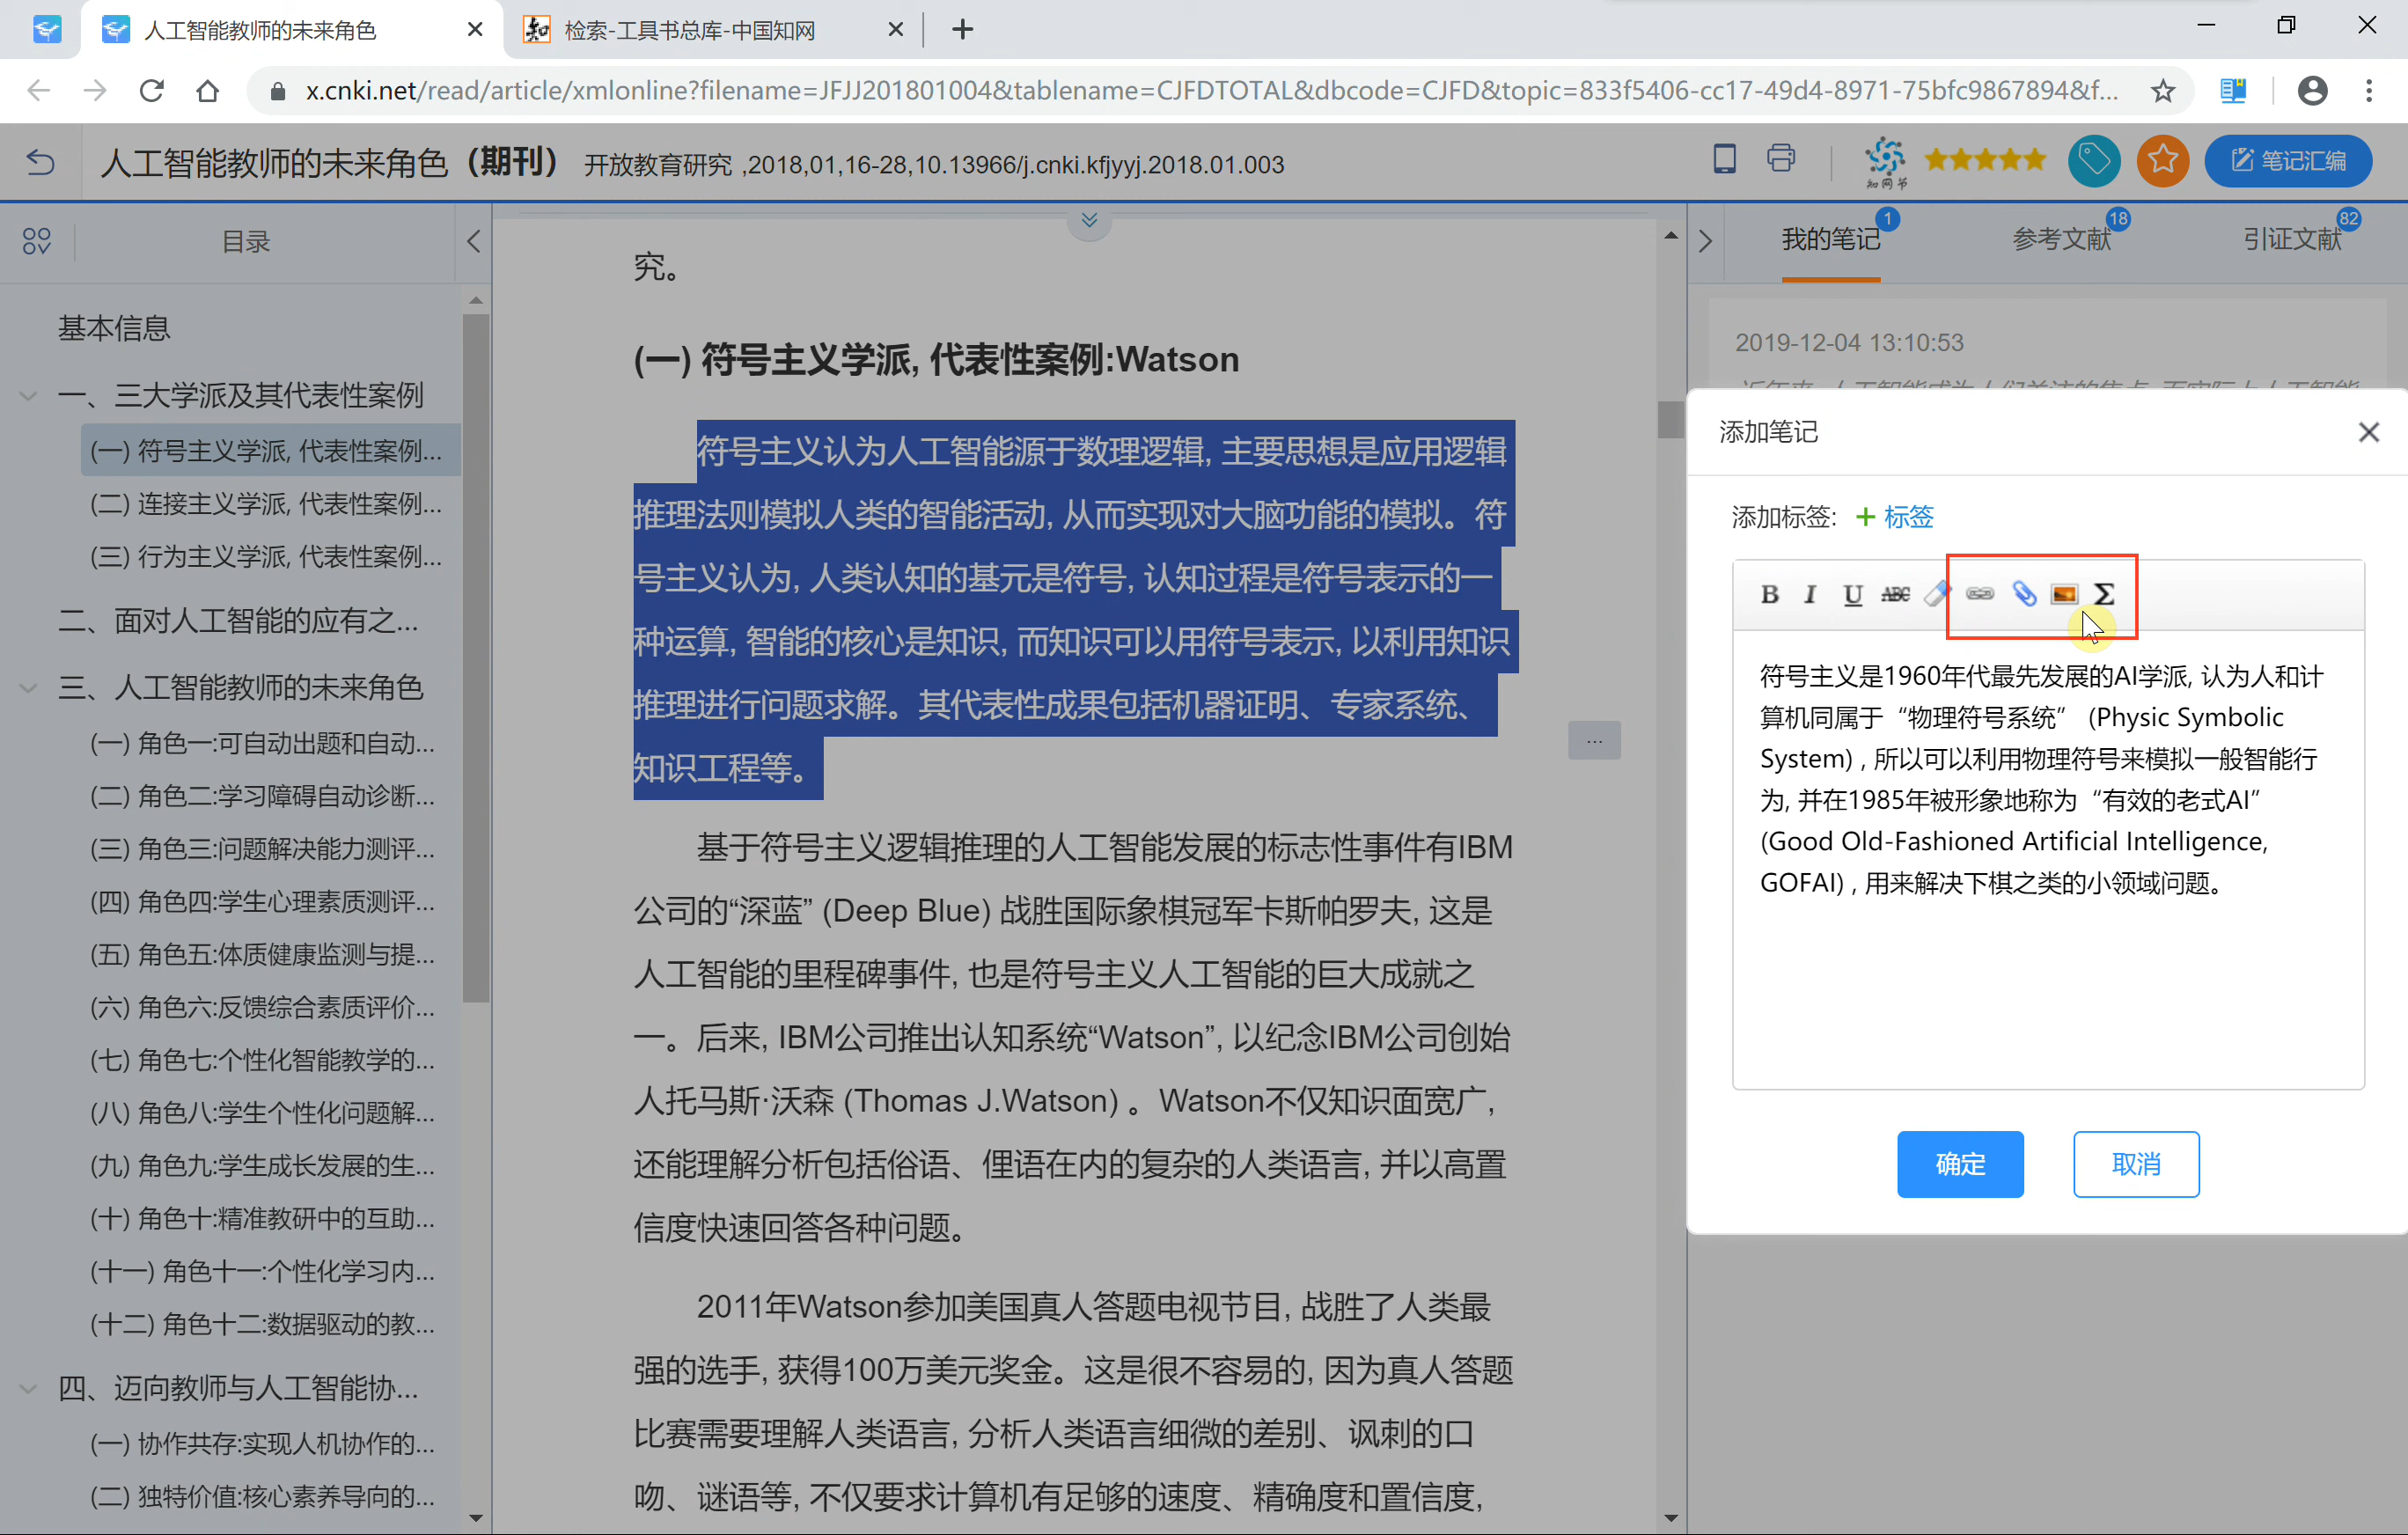 人工智能教师的未来角色
检索-工具书总库-中国知网
x.cnki.net/read/article/xmlonline?filename=JFJJ201801004&tablename=CJFDTOTAL&dbcode=CJFD&topic=833f5406-cc17-49d4-8971-75bfc9867894&f...
人工智能教师的未来角色（期刊） 开放教育研究 ,2018,01,16-28,10.13966/j.cnki.kfjyyj.2018.01.003
知网节
笔记汇编
目录
基本信息
一、三大学派及其代表性案例
(一) 符号主义学派, 代表性案例...
(二) 连接主义学派, 代表性案例...
(三) 行为主义学派, 代表性案例...
二、面对人工智能的应有之...
三、人工智能教师的未来角色
(一) 角色一:可自动出题和自动...
(二) 角色二:学习障碍自动诊断...
(三) 角色三:问题解决能力测评...
(四) 角色四:学生心理素质测评...
(五) 角色五:体质健康监测与提...
(六) 角色六:反馈综合素质评价...
(七) 角色七:个性化智能教学的...
(八) 角色八:学生个性化问题解...
(九) 角色九:学生成长发展的生...
(十) 角色十:精准教研中的互助...
(十一) 角色十一:个性化学习内...
(十二) 角色十二:数据驱动的教...
四、迈向教师与人工智能协...
(一) 协作共存:实现人机协作的...
(二) 独特价值:核心素养导向的...
究。
(一) 符号主义学派, 代表性案例:Watson
符号主义认为人工智能源于数理逻辑, 主要思想是应用逻辑
推理法则模拟人类的智能活动, 从而实现对大脑功能的模拟。符
号主义认为, 人类认知的基元是符号, 认知过程是符号表示的一
种运算, 智能的核心是知识, 而知识可以用符号表示, 以利用知识
推理进行问题求解。其代表性成果包括机器证明、专家系统、
知识工程等。
...
基于符号主义逻辑推理的人工智能发展的标志性事件有IBM
公司的“深蓝” (Deep Blue) 战胜国际象棋冠军卡斯帕罗夫, 这是
人工智能的里程碑事件, 也是符号主义人工智能的巨大成就之
一。后来, IBM公司推出认知系统“Watson”, 以纪念IBM公司创始
人托马斯·沃森 (Thomas J.Watson) 。Watson不仅知识面宽广,
还能理解分析包括俗语、俚语在内的复杂的人类语言, 并以高置
信度快速回答各种问题。
2011年Watson参加美国真人答题电视节目, 战胜了人类最
强的选手, 获得100万美元奖金。这是很不容易的, 因为真人答题
比赛需要理解人类语言, 分析人类语言细微的差别、讽刺的口
吻、谜语等, 不仅要求计算机有足够的速度、精确度和置信度,
我的笔记 1
参考文献 18
引证文献 82
2019-12-04 13:10:53
近年来, 人工智能成为人们关注的焦点, 而实际上人工智能
添加笔记
添加标签: + 标签
B I U ABC Σ
符号主义是1960年代最先发展的AI学派, 认为人和计
算机同属于“物理符号系统” (Physic Symbolic
System) , 所以可以利用物理符号来模拟一般智能行
为, 并在1985年被形象地称为“有效的老式AI”
(Good Old-Fashioned Artificial Intelligence,
GOFAI) , 用来解决下棋之类的小领域问题。
确定
取消